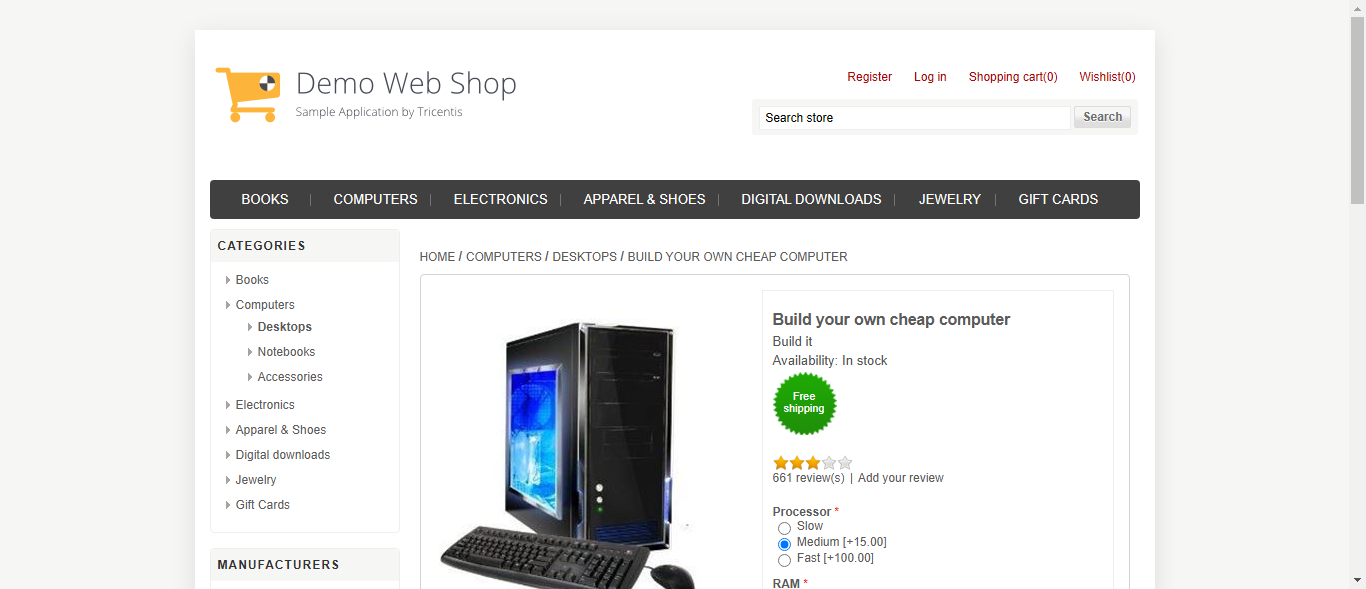 Demo Web Shop
Sample Application by Tricentis
Register Log in Shopping cart(0) Wishlist(0)
Search store Search
BOOKS | COMPUTERS | ELECTRONICS | APPAREL & SHOES | DIGITAL DOWNLOADS | JEWELRY | GIFT CARDS
CATEGORIES
Books
Computers
Desktops
Notebooks
Accessories
Electronics
Apparel & Shoes
Digital downloads
Jewelry
Gift Cards
MANUFACTURERS
HOME / COMPUTERS / DESKTOPS / BUILD YOUR OWN CHEAP COMPUTER
Build your own cheap computer
Build it
Availability: In stock
Free
shipping
661 review(s) | Add your review
Processor *
Slow
Medium [+15.00]
Fast [+100.00]
RAM *